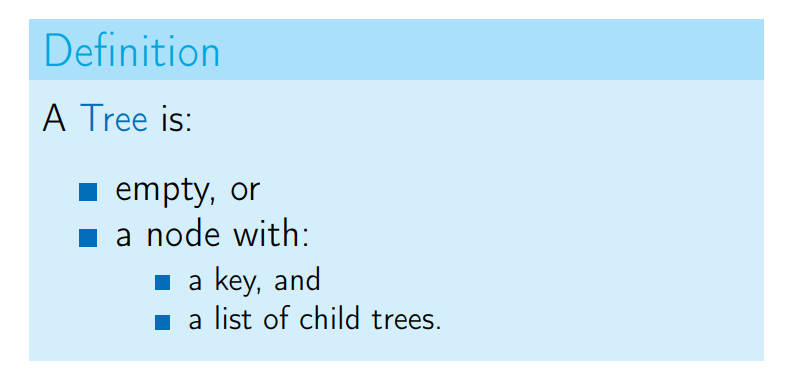 Definition
A Tree is:
empty, or
a node with:
a key, and
a list of child trees.